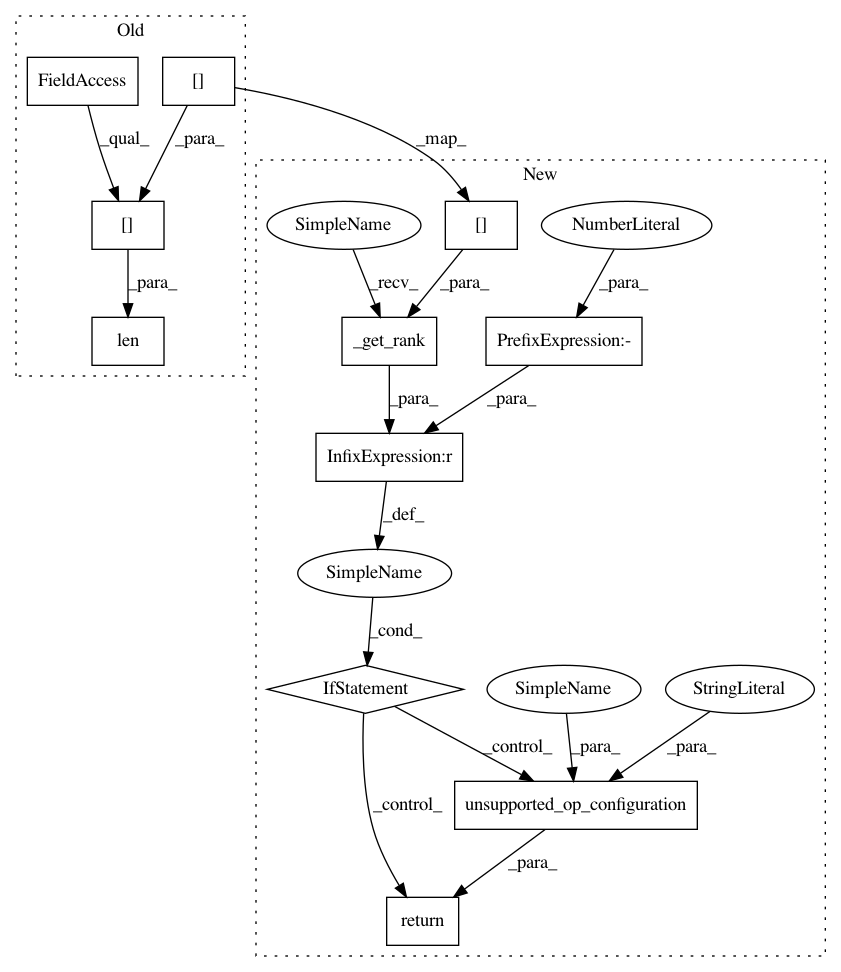 Old
FieldAccess
[]
_qual_
_para_
_map_
New
[]
SimpleName
[]
NumberLiteral
_para_
_recv_
_para_
_para_
len
_get_rank
PrefixExpression:-
_para_
_para_
InfixExpression:r
_def_
SimpleName
_cond_
IfStatement
SimpleName
StringLiteral
_control_
_para_
_para_
_control_
unsupported_op_configuration
_para_
return